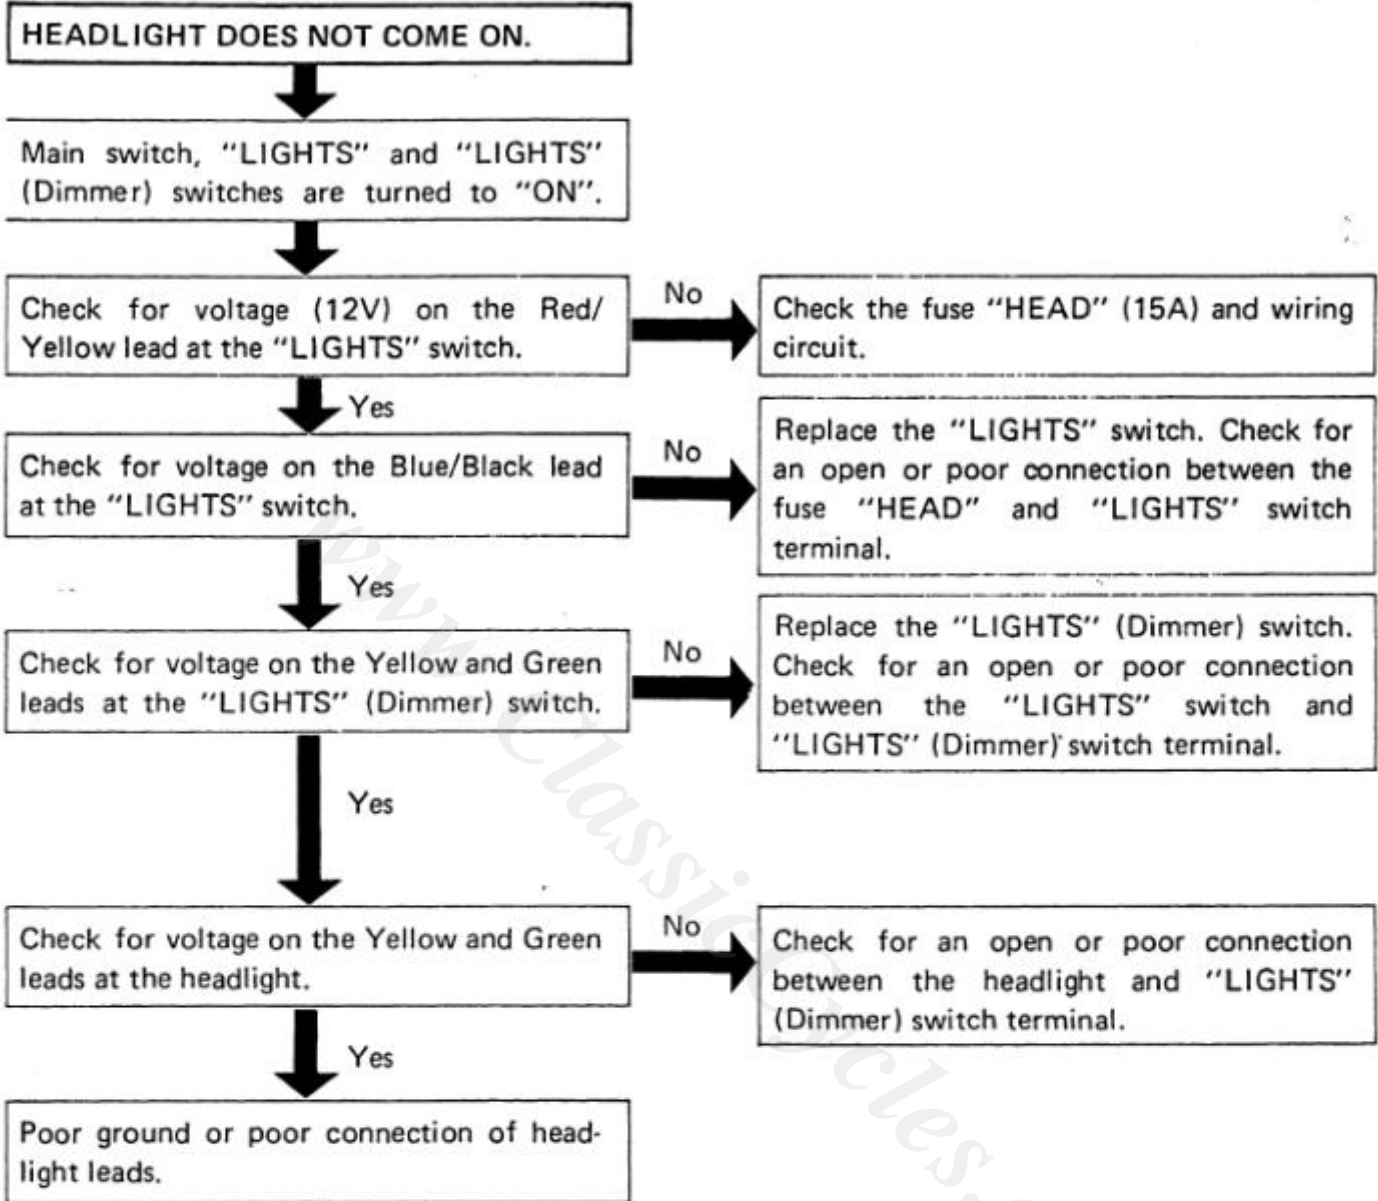 HEADLIGHT DOES NOT COME ON.
Main switch, "LIGHTS" and "LIGHTS"
(Dimmer) switches are turned to "ON".
Check for voltage (12V) on the Red/
Yellow lead at the "LIGHTS" switch.
No
Check the fuse "HEAD" (15A) and wiring
circuit.
Yes
Check for voltage on the Blue/Black lead
at the "LIGHTS" switch.
No
Replace the "LIGHTS" switch. Check for
an open or poor connection between the
fuse "HEAD" and "LIGHTS" switch
terminal.
Yes
Check for voltage on the Yellow and Green
leads at the "LIGHTS" (Dimmer) switch.
No
Replace the "LIGHTS" (Dimmer) switch.
Check for an open or poor connection
between the "LIGHTS" switch and
"LIGHTS" (Dimmer) switch terminal.
Yes
Check for voltage on the Yellow and Green
leads at the headlight.
No
Check for an open or poor connection
between the headlight and "LIGHTS"
(Dimmer) switch terminal.
Yes
Poor ground or poor connection of head-
light leads.
www.ClassicCycles.